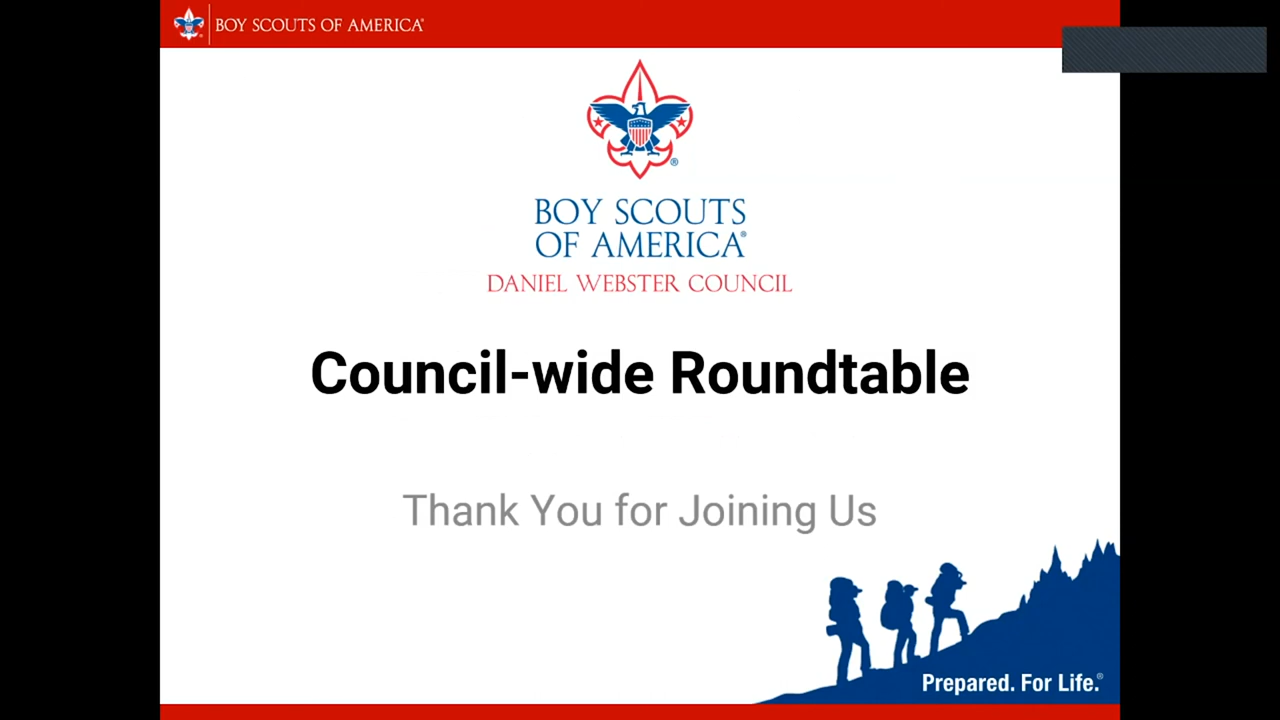 BOY SCOUTS OF AMERICA®
BOY SCOUTS
OF AMERICA®
DANIEL WEBSTER COUNCIL
Council-wide Roundtable
Thank You for Joining Us
Prepared. For Life.®